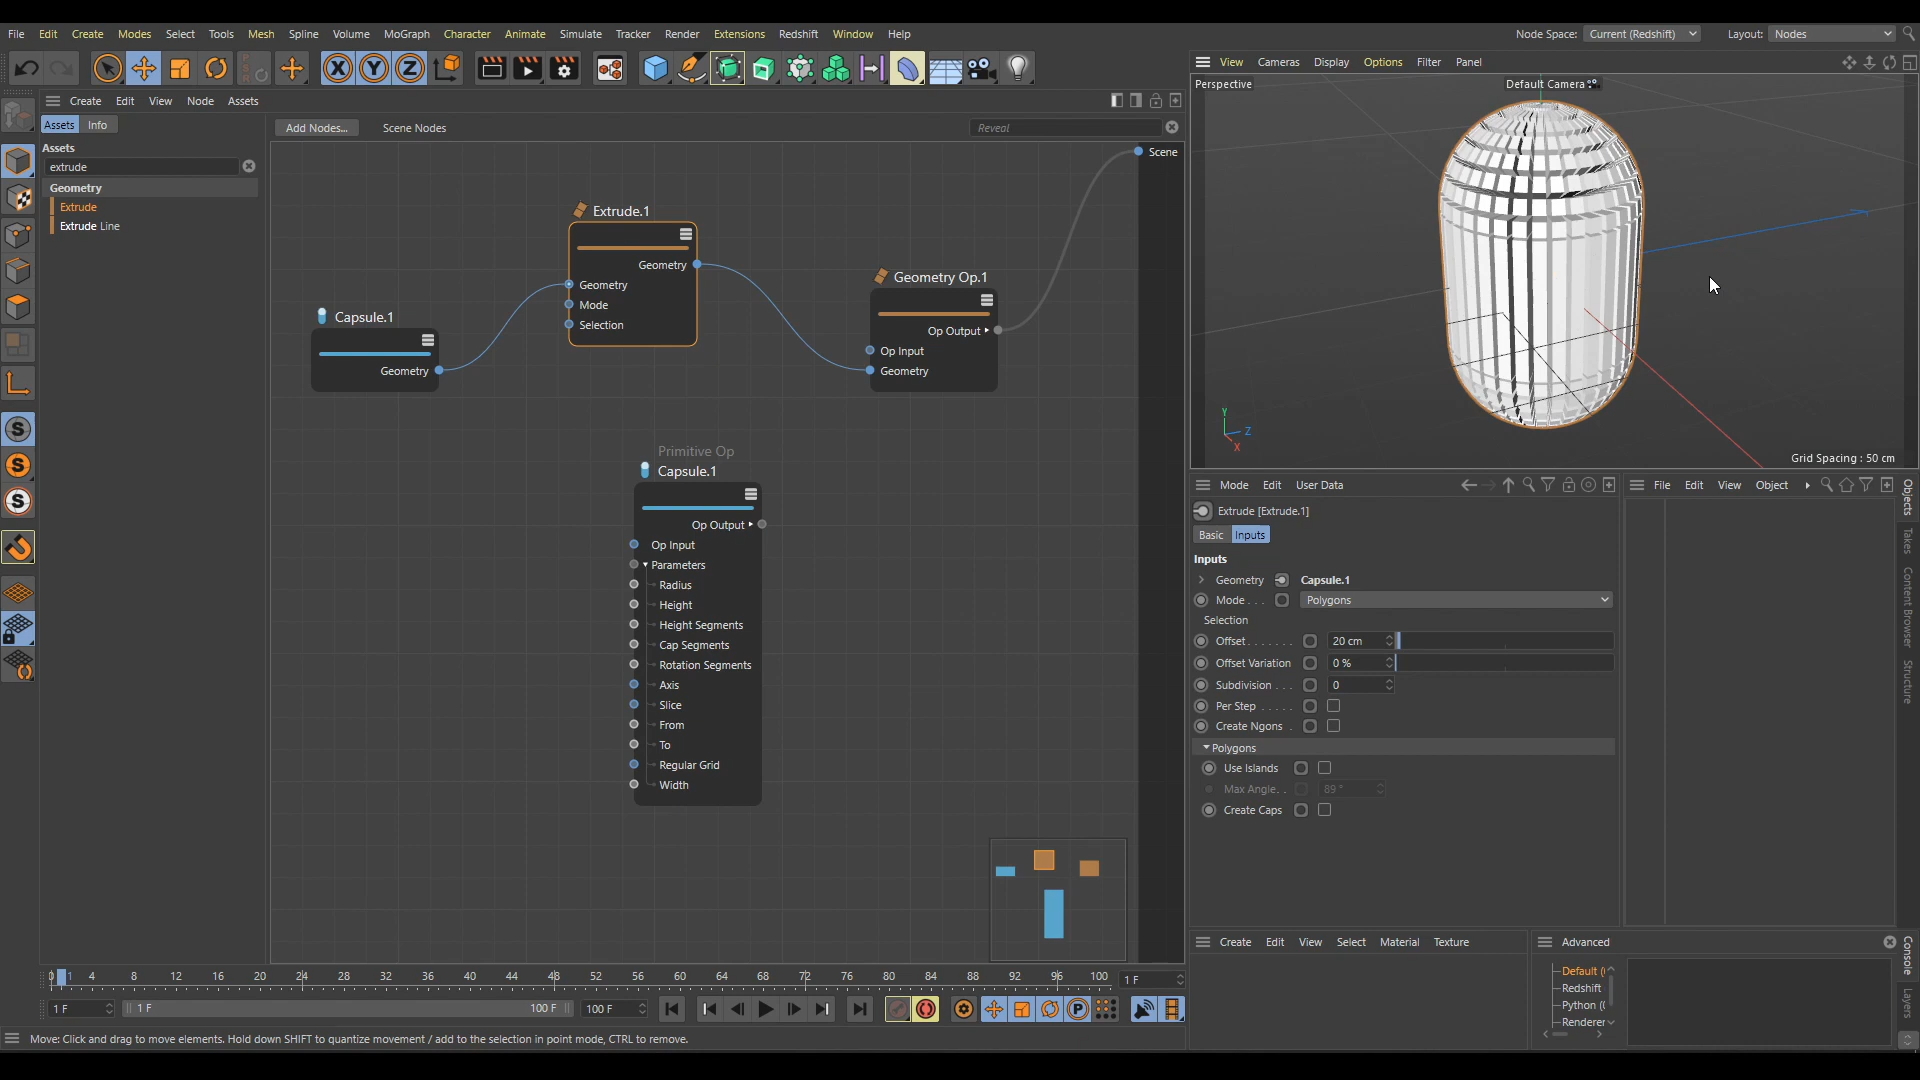 File Edit Create Modes Select Tools Mesh Spline Volume MoGraph Character Animate Simulate Tracker Render Extensions Redshift Window Help Node Space: Current (Redshift) Layout: Nodes
X Y Z
View Cameras Display Options Filter Panel
Perspective Default Camera
Create Edit View Node Assets
Assets Info
Add Nodes... Scene Nodes Reveal
Assets
extrude
Geometry
Extrude
Extrude Line
Scene
Extrude.1
Geometry
Geometry
Mode
Selection
Capsule.1
Geometry
Geometry Op.1
Op Output
Op Input
Geometry
Primitive Op
Capsule.1
Op Output
Op Input
Parameters
Radius
Height
Height Segments
Cap Segments
Rotation Segments
Axis
Slice
From
To
Regular Grid
Width
Y
Z
X
Grid Spacing : 50 cm
Mode Edit User Data
Extrude [Extrude.1]
Basic Inputs
Inputs
Geometry Capsule.1
Mode . . . Polygons
Selection
Offset . . . . . . . 20 cm
Offset Variation 0 %
Subdivision . . . 0
Per Step . . . . .
Create Ngons .
Polygons
Use Islands
Max Angle. . 89 °
Create Caps
File Edit View Object
Objects
Takes
Content Browser
Structure
Create Edit View Select Material Texture
Advanced
Default (
Redshift
Python ((
Renderer
Console
Layers
1 4 8 12 16 20 24 28 32 36 40 44 48 52 56 60 64 68 72 76 80 84 88 92 96 100 1 F
1 F 1 F 100 F 100 F
Move: Click and drag to move elements. Hold down SHIFT to quantize movement / add to the selection in point mode, CTRL to remove.